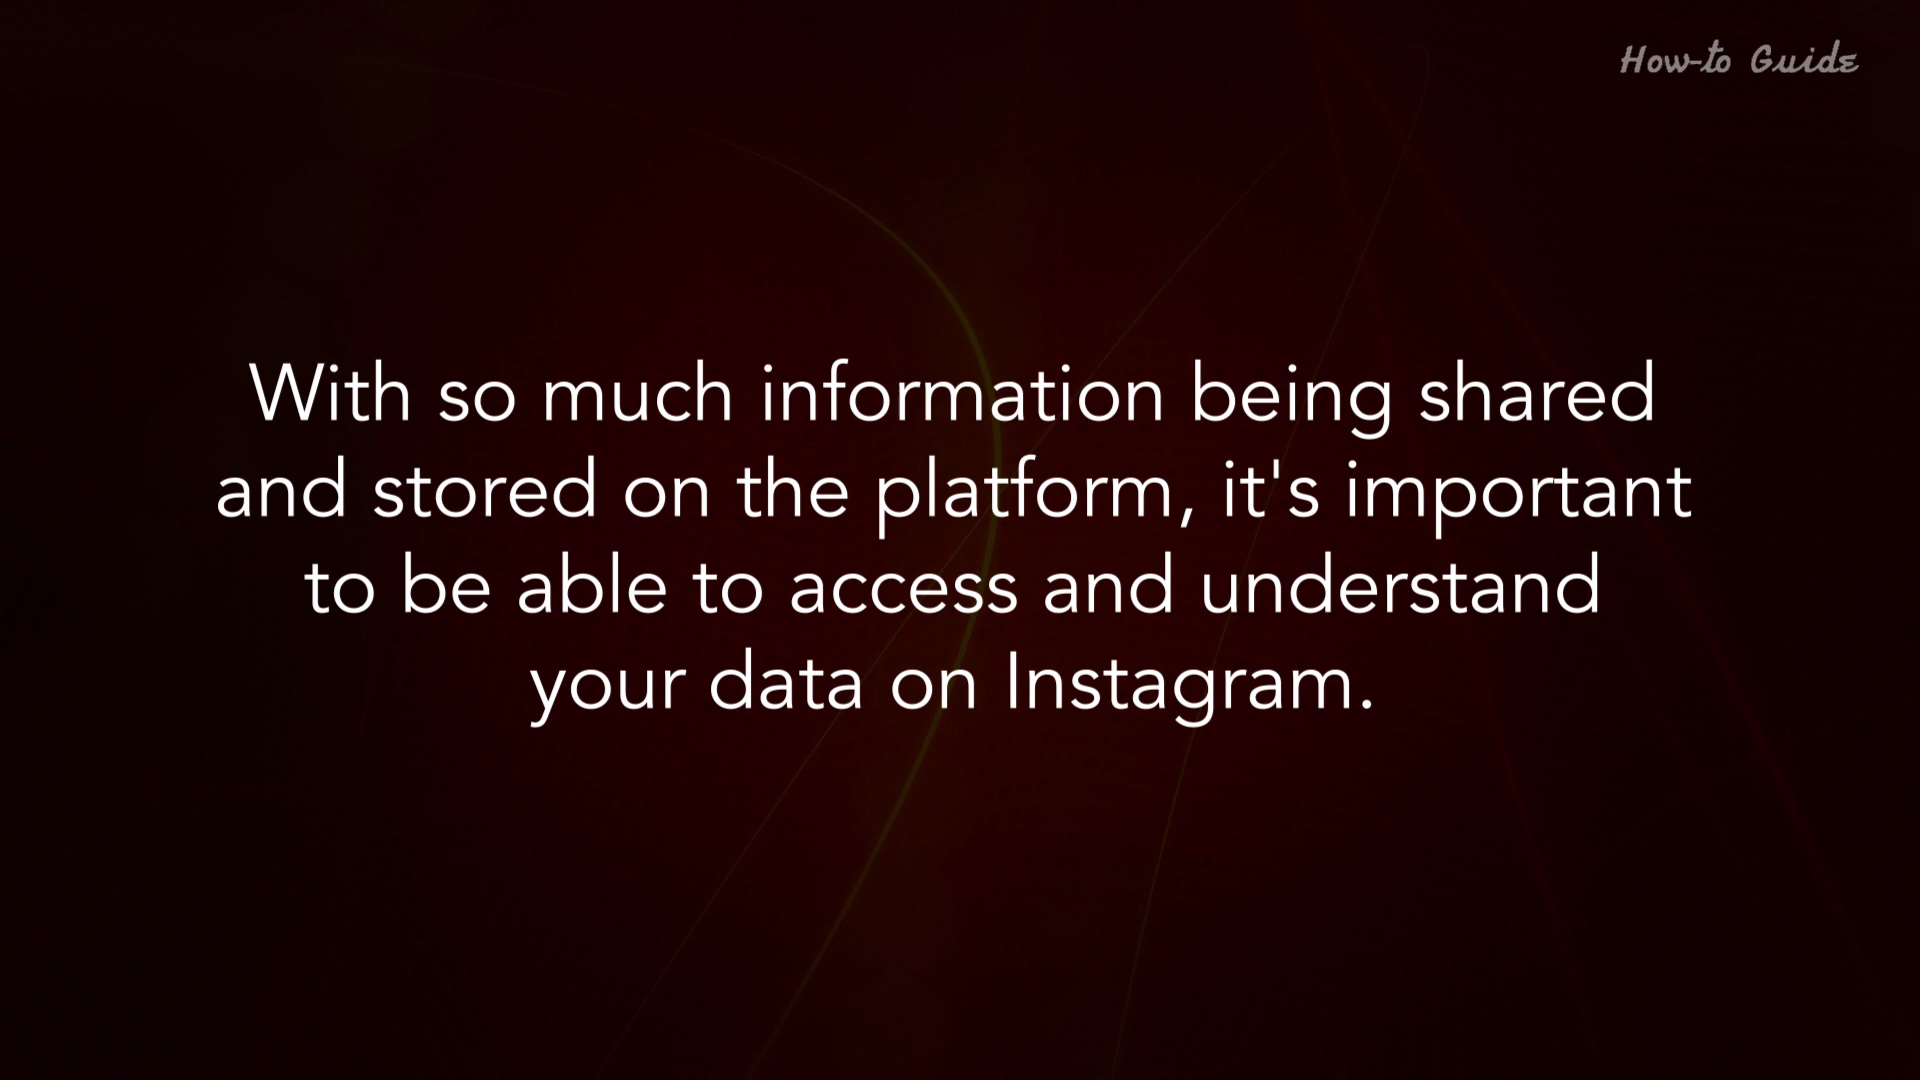 How-to Guide
With so much information being shared
and stored on the platform, it's important
to be able to access and understand
your data on Instagram.